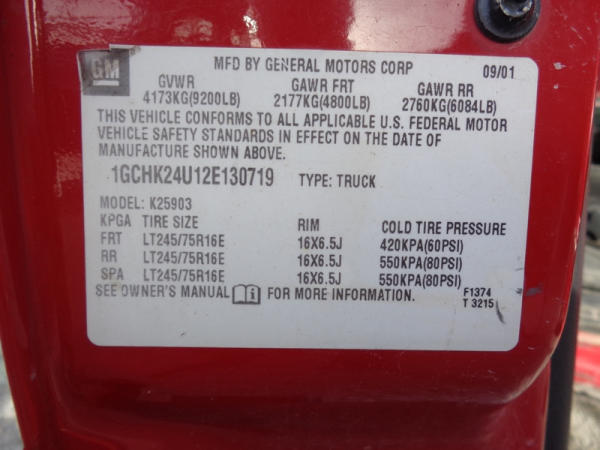 GM
MFD BY GENERAL MOTORS CORP 09/01
GVWR GAWR FRT GAWR RR
4173KG(9200LB) 2177KG(4800LB) 2760KG(6084LB)
THIS VEHICLE CONFORMS TO ALL APPLICABLE U.S. FEDERAL MOTOR
VEHICLE SAFETY STANDARDS IN EFFECT ON THE DATE OF
MANUFACTURE SHOWN ABOVE.
1GCHK24U12E130719 TYPE: TRUCK
MODEL: K25903
KPGA TIRE SIZE RIM COLD TIRE PRESSURE
FRT LT245/75R16E 16X6.5J 420KPA(60PSI)
RR LT245/75R16E 16X6.5J 550KPA(80PSI)
SPA LT245/75R16E 16X6.5J 550KPA(80PSI)
SEE OWNER'S MANUAL i FOR MORE INFORMATION. F1374
T 3215